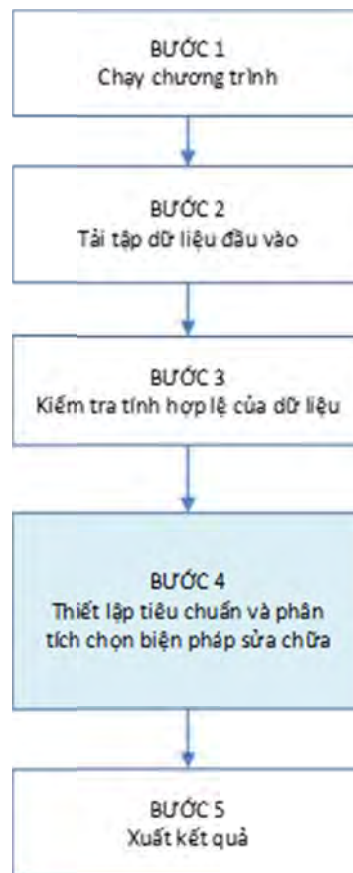 BƯỚC 1
Chạy chương trình
BƯỚC 2
Tải tập dữ liệu đầu vào
BƯỚC 3
Kiểm tra tính hợp lệ của dữ liệu
BƯỚC 4
Thiết lập tiêu chuẩn và phân
tích chọn biện pháp sửa chữa
BƯỚC 5
Xuất kết quả